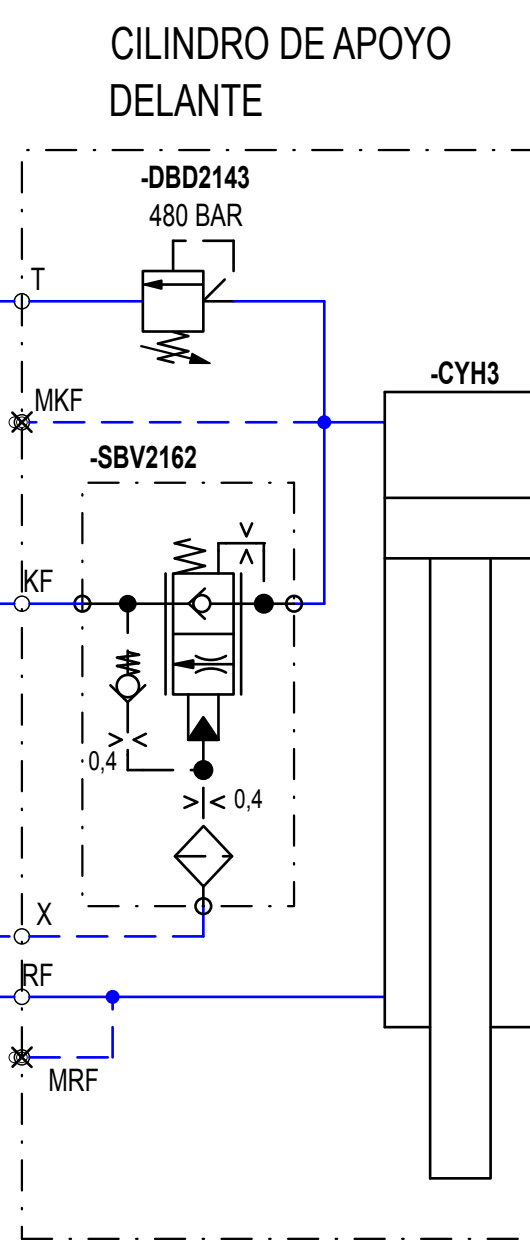 CILINDRO DE APOYO
DELANTE
-DBD2143
480 BAR
T
-CYH3
MKF
-SBV2162
KF
0,4
0,4
X
RF
MRF